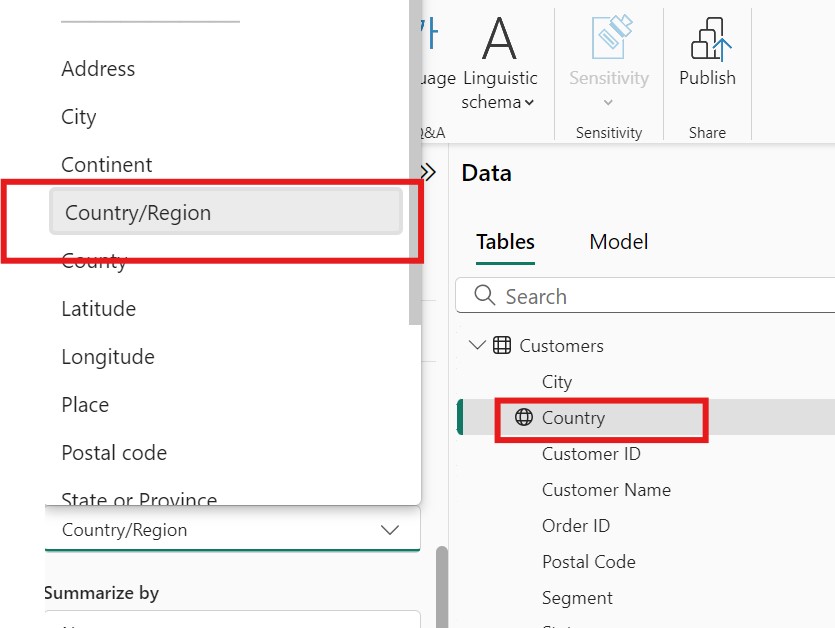 Address
City
Continent
Country/Region
County
Latitude
Longitude
Place
Postal code
State or Province
Country/Region
Summarize by
uage
Linguistic
schema
Q&A
Sensitivity
Sensitivity
Publish
Share
Data
Tables
Model
Search
Customers
City
Country
Customer ID
Customer Name
Order ID
Postal Code
Segment